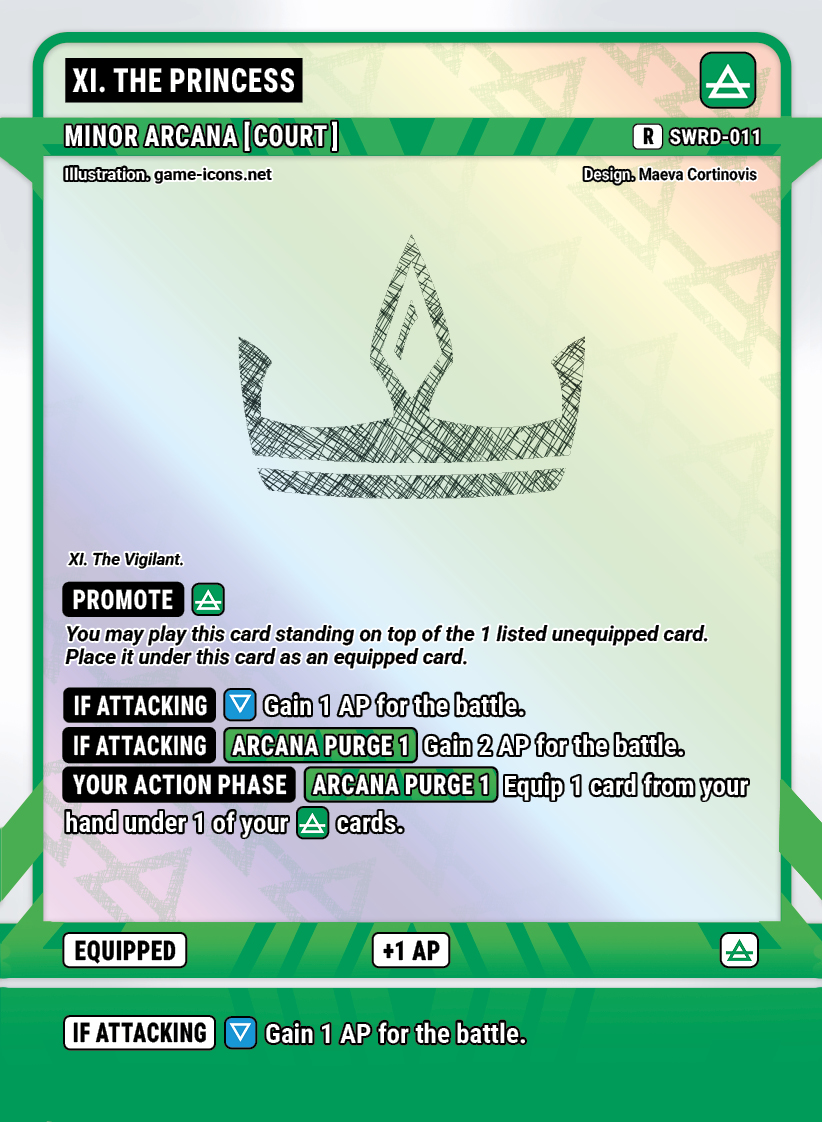 XI. THE PRINCESS
MINOR ARCANA [COURT]
R SWRD-011
Illustration. game-icons.net
Design. Maeva Cortinovis
XI. The Vigilant.
PROMOTE
You may play this card standing on top of the 1 listed unequipped card.
Place it under this card as an equipped card.
IF ATTACKING Gain 1 AP for the battle.
IF ATTACKING ARCANA PURGE 1 Gain 2 AP for the battle.
YOUR ACTION PHASE ARCANA PURGE 1 Equip 1 card from your
hand under 1 of your cards.
EQUIPPED +1 AP
IF ATTACKING Gain 1 AP for the battle.